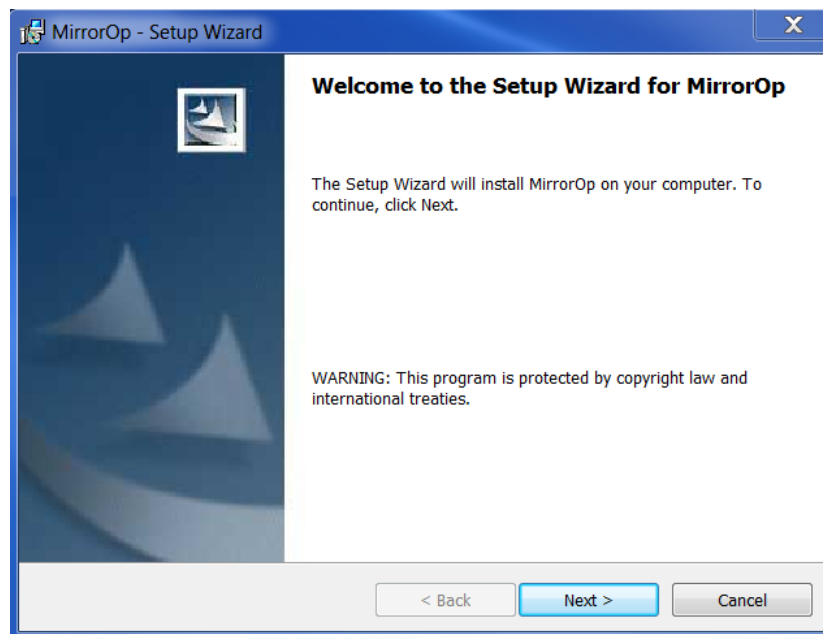 MirrorOp - Setup Wizard
X
Welcome to the Setup Wizard for MirrorOp
The Setup Wizard will install MirrorOp on your computer. To
continue, click Next.
WARNING: This program is protected by copyright law and
international treaties.
< Back Next > Cancel